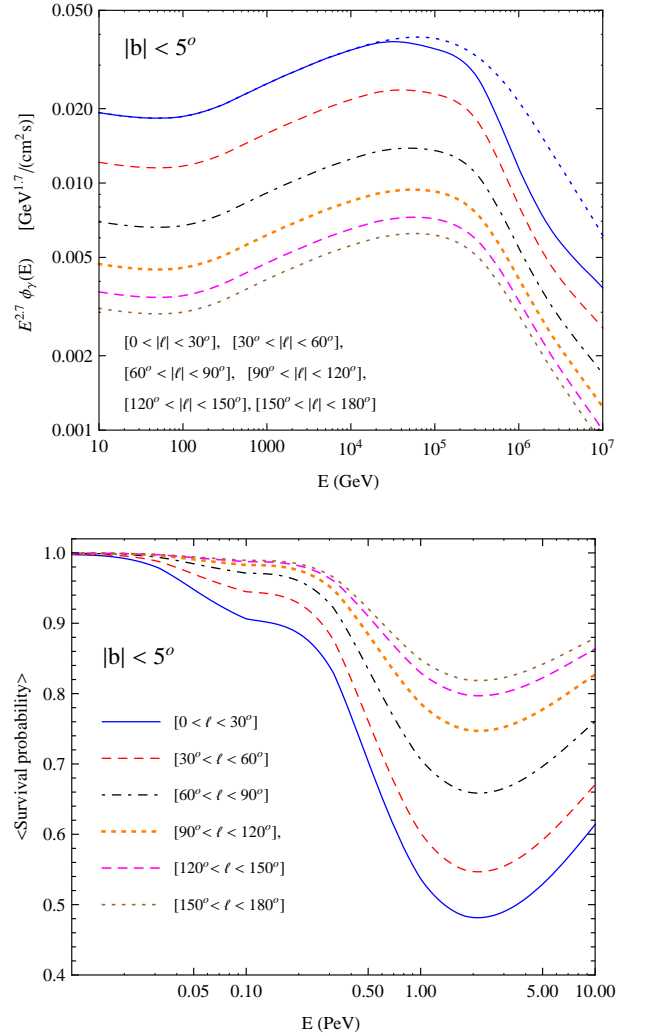 0.050
|b| < 5°
0.020
0.010
0.005
0.002
0.001
E^2.7 ϕγ(E) [GeV^1.7/(cm^2 s)]
[0 < |ℓ| < 30°], [30° < |ℓ| < 60°],
[60° < |ℓ| < 90°], [90° < |ℓ| < 120°],
[120° < |ℓ| < 150°], [150° < |ℓ| < 180°]
10 100 1000 10^4 10^5 10^6 10^7
E (GeV)
1.0
0.9
0.8
0.7
0.6
0.5
0.4
<Survival probability>
|b| < 5°
[0 < ℓ < 30°]
[30° < ℓ < 60°]
[60° < ℓ < 90°]
[90° < ℓ < 120°],
[120° < ℓ < 150°]
[150° < ℓ < 180°]
0.05 0.10 0.50 1.00 5.00 10.00
E (PeV)